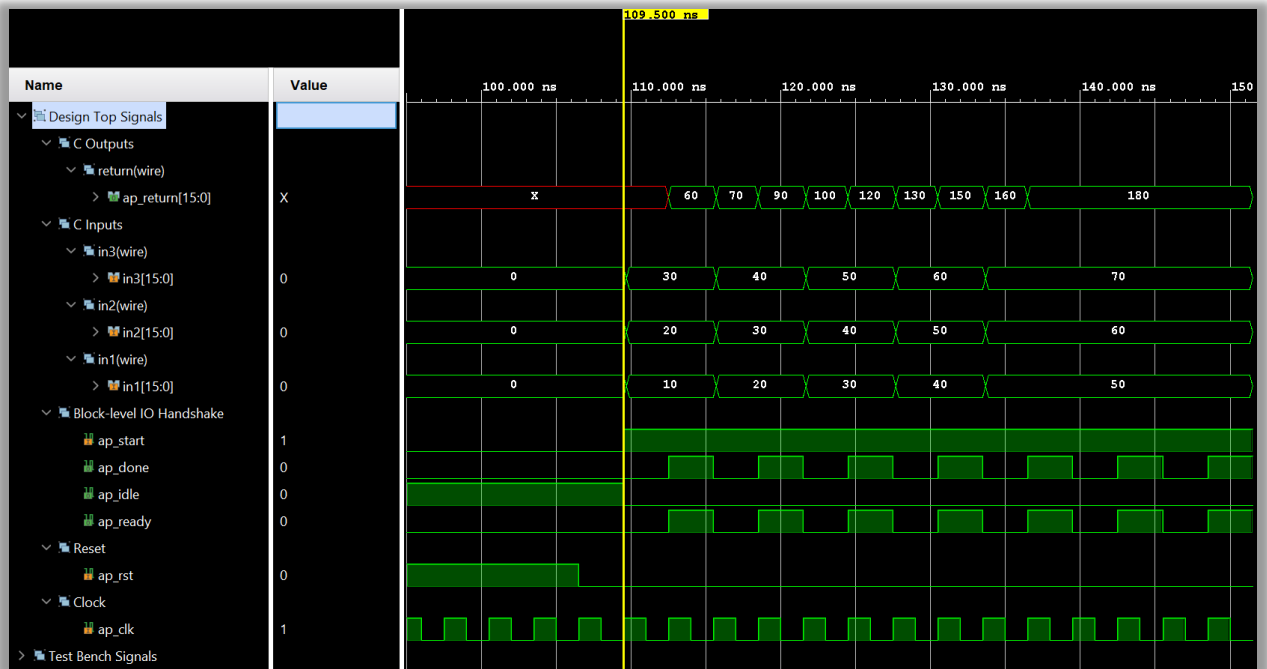 109.500 ns
Name Value
100.000 ns 110.000 ns 120.000 ns 130.000 ns 140.000 ns 150
Design Top Signals
C Outputs
return(wire)
ap_return[15:0] X X 60 70 90 100 120 130 150 160 180
C Inputs
in3(wire)
in3[15:0] 0 0 30 40 50 60 70
in2(wire)
in2[15:0] 0 0 20 30 40 50 60
in1(wire)
in1[15:0] 0 0 10 20 30 40 50
Block-level IO Handshake
ap_start 1
ap_done 0
ap_idle 0
ap_ready 0
Reset
ap_rst 0
Clock
ap_clk 1
Test Bench Signals